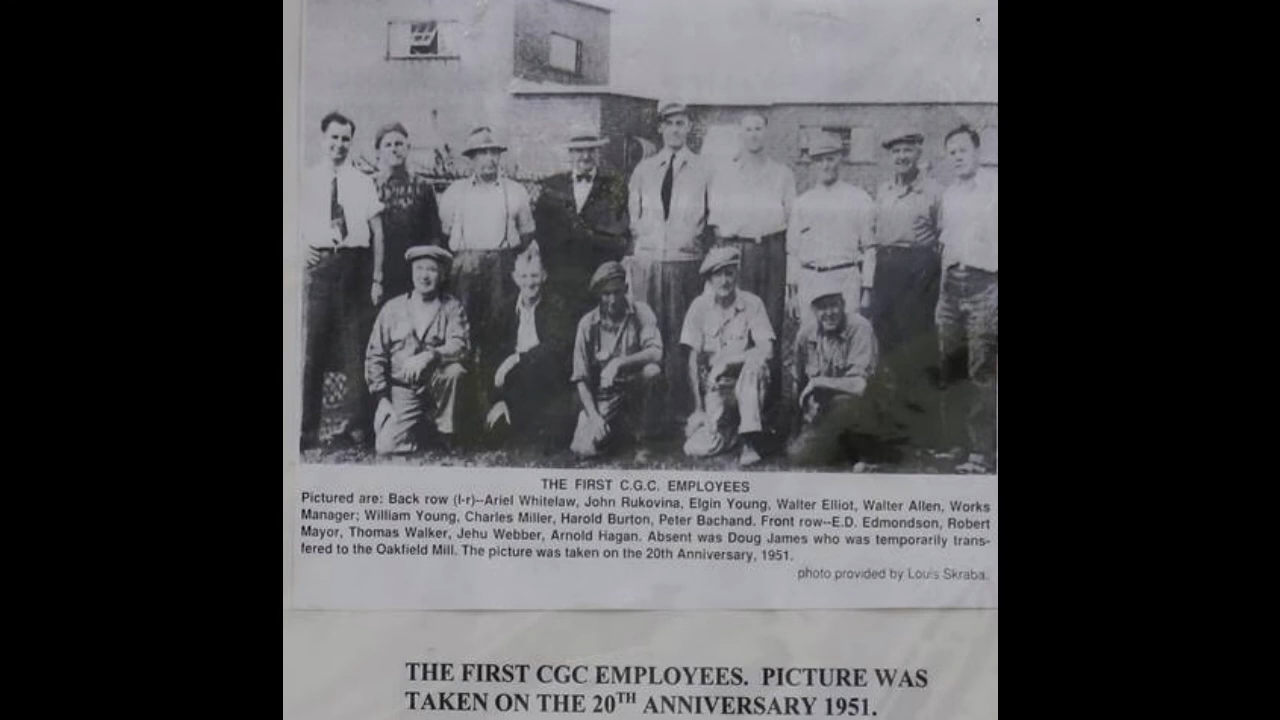 THE FIRST C.G.C. EMPLOYEES
Pictured are: Back row (l-r)--Ariel Whitelaw, John Rukovina, Elgin Young, Walter Elliot, Walter Allen, Works
Manager; William Young, Charles Miller, Harold Burton, Peter Bachand. Front row--E.D. Edmondson, Robert
Mayor, Thomas Walker, Jehu Webber, Arnold Hagan. Absent was Doug James who was temporarily trans-
ferred to the Oakfield Mill. The picture was taken on the 20th Anniversary, 1951.
photo provided by Louis Skraba.
THE FIRST CGC EMPLOYEES. PICTURE WAS
TAKEN ON THE 20TH ANNIVERSARY 1951.